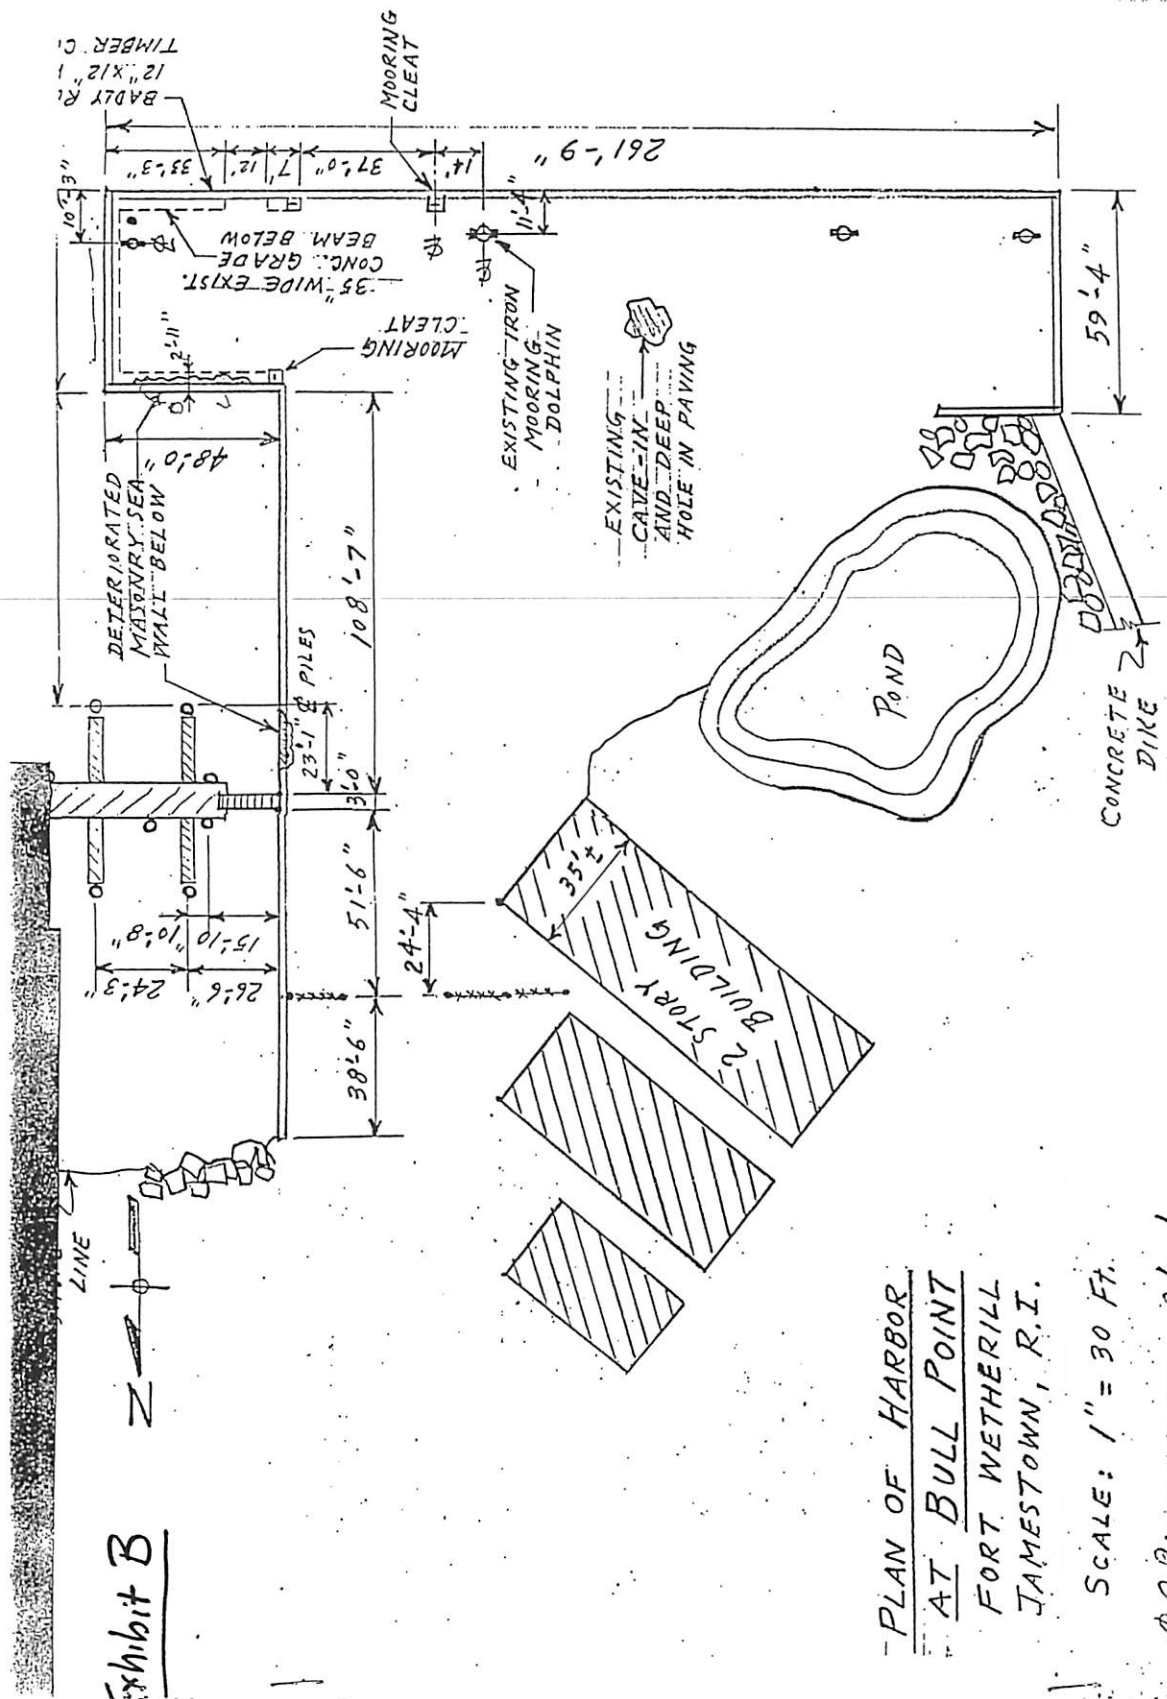 Exhibit B
LINE
N
DETERIORATED
MASONRY SEA
WALL BELOW
MOORING
CLEAT
BADLY
12" X 12"
TIMBER
10'-3"
33'-3"
12'
7'
37'-0"
14'
261'-9"
11'-4"
35" WIDE EXIST.
CONC. GRADE
BEAM BELOW
MOORING
CLEAT
2'-11"
48'-0"
EXISTING IRON
MOORING
DOLPHIN
EXISTING
CAVE-IN
AND DEEP
HOLE IN PAVING
59'-4"
24'-3"
10'-8"
26'-6"
15'-10
38'-6"
51'-6"
3'-0"
23'-1" ℄ PILES
108'-7"
24'-4"
35'±
2 STORY
BUILDING
POND
CONCRETE
DIKE
PLAN OF HARBOR
AT BULL POINT
FORT WETHERILL
JAMESTOWN, R.I.
SCALE: 1" = 30 Ft.